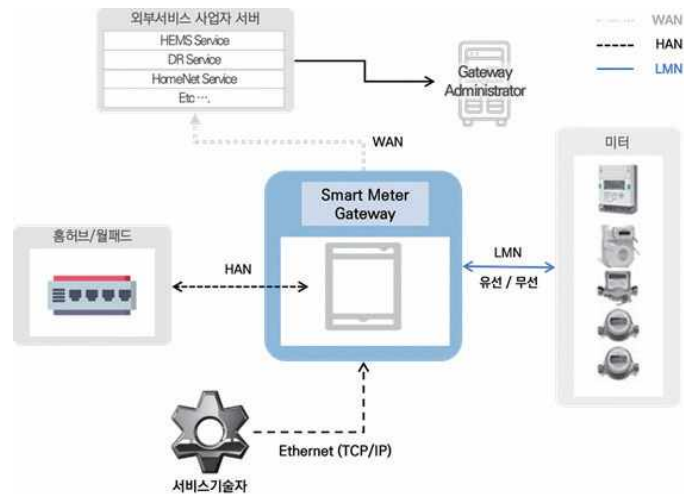 외부서비스 사업자 서버
HEMS Service
DR Service
HomeNet Service
Etc ….
Gateway
Administrator
WAN
HAN
LMN
WAN
미터
Smart Meter
Gateway
홈허브/월패드
HAN
LMN
유선 / 무선
Ethernet (TCP/IP)
서비스기술자